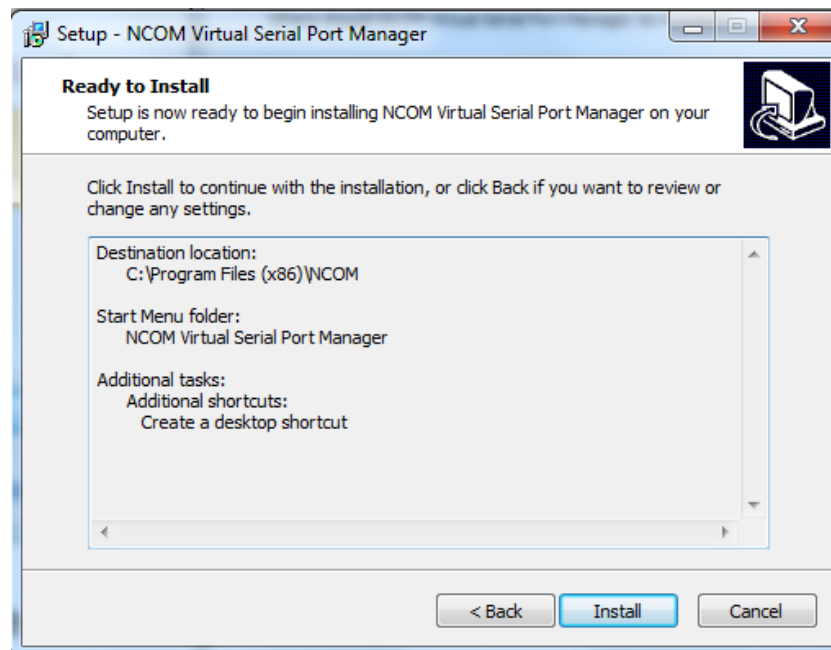 Setup - NCOM Virtual Serial Port Manager
Ready to Install
Setup is now ready to begin installing NCOM Virtual Serial Port Manager on your
computer.
Click Install to continue with the installation, or click Back if you want to review or
change any settings.
Destination location:
C:\Program Files (x86)\NCOM
Start Menu folder:
NCOM Virtual Serial Port Manager
Additional tasks:
Additional shortcuts:
Create a desktop shortcut
< Back
Install
Cancel